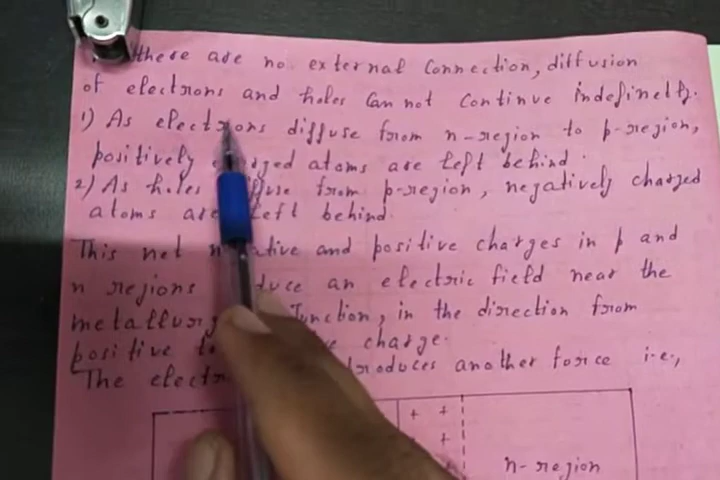 there are no external connection, diffusion
of electrons and holes can not continue indefinetly.
1) As electrons diffuse from n-region to p-region,
positively atoms are left behind.
2) As holes from p-region, negatively charged
atoms are left behind.
This net and positive charges in p and
n regions an electric field near the
Junction, in the direction from
positive charge.
The another force i.e.,
+ +
+
n-region